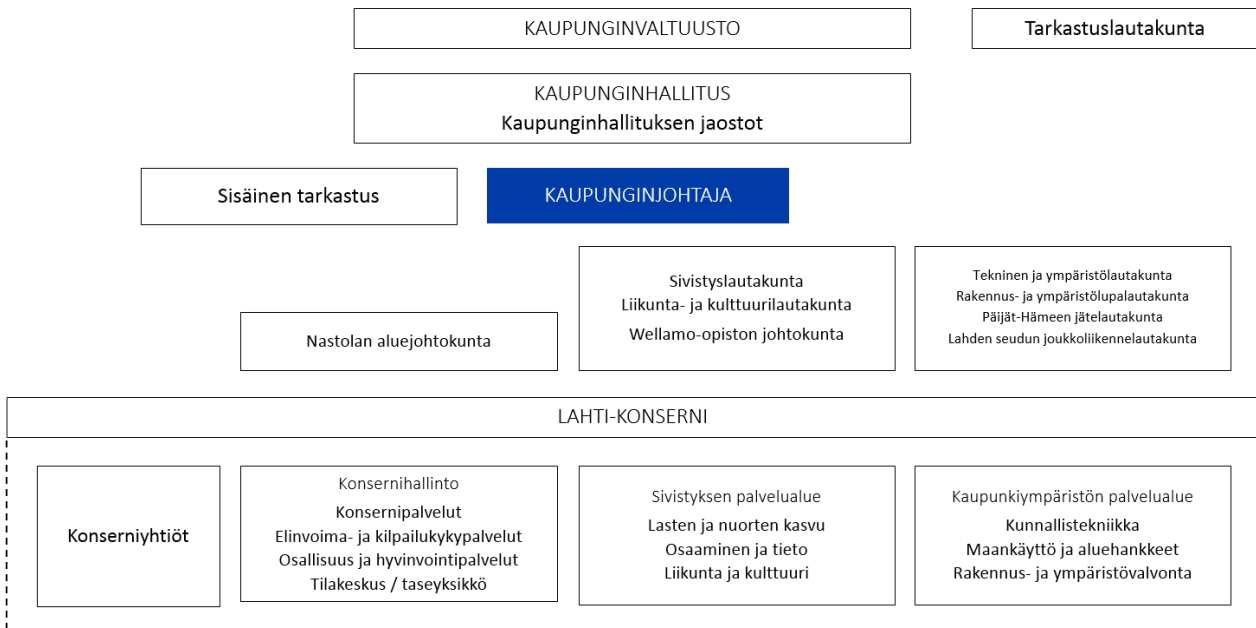 KAUPUNGINVALTUUSTO
Tarkastuslautakunta
KAUPUNGINHALLITUS
Kaupunginhallituksen jaostot
Sisäinen tarkastus
KAUPUNGINJOHTAJA
Nastolan aluejohtokunta
Sivistyslautakunta
Liikunta- ja kulttuurilautakunta
Wellamo-opiston johtokunta
Tekninen ja ympäristölautakunta
Rakennus- ja ympäristölupalautakunta
Päijät-Hämeen jätelautakunta
Lahden seudun joukkoliikennelautakunta
LAHTI-KONSERNI
Konserniyhtiöt
Konsernihallinto
Konsernipalvelut
Elinvoima- ja kilpailukykypalvelut
Osallisuus ja hyvinvointipalvelut
Tilakeskus / taseyksikkö
Sivistyksen palvelualue
Lasten ja nuorten kasvu
Osaaminen ja tieto
Liikunta ja kulttuuri
Kaupunkiympäristön palvelualue
Kunnallistekniikka
Maankäyttö ja aluehankkeet
Rakennus- ja ympäristövalvonta